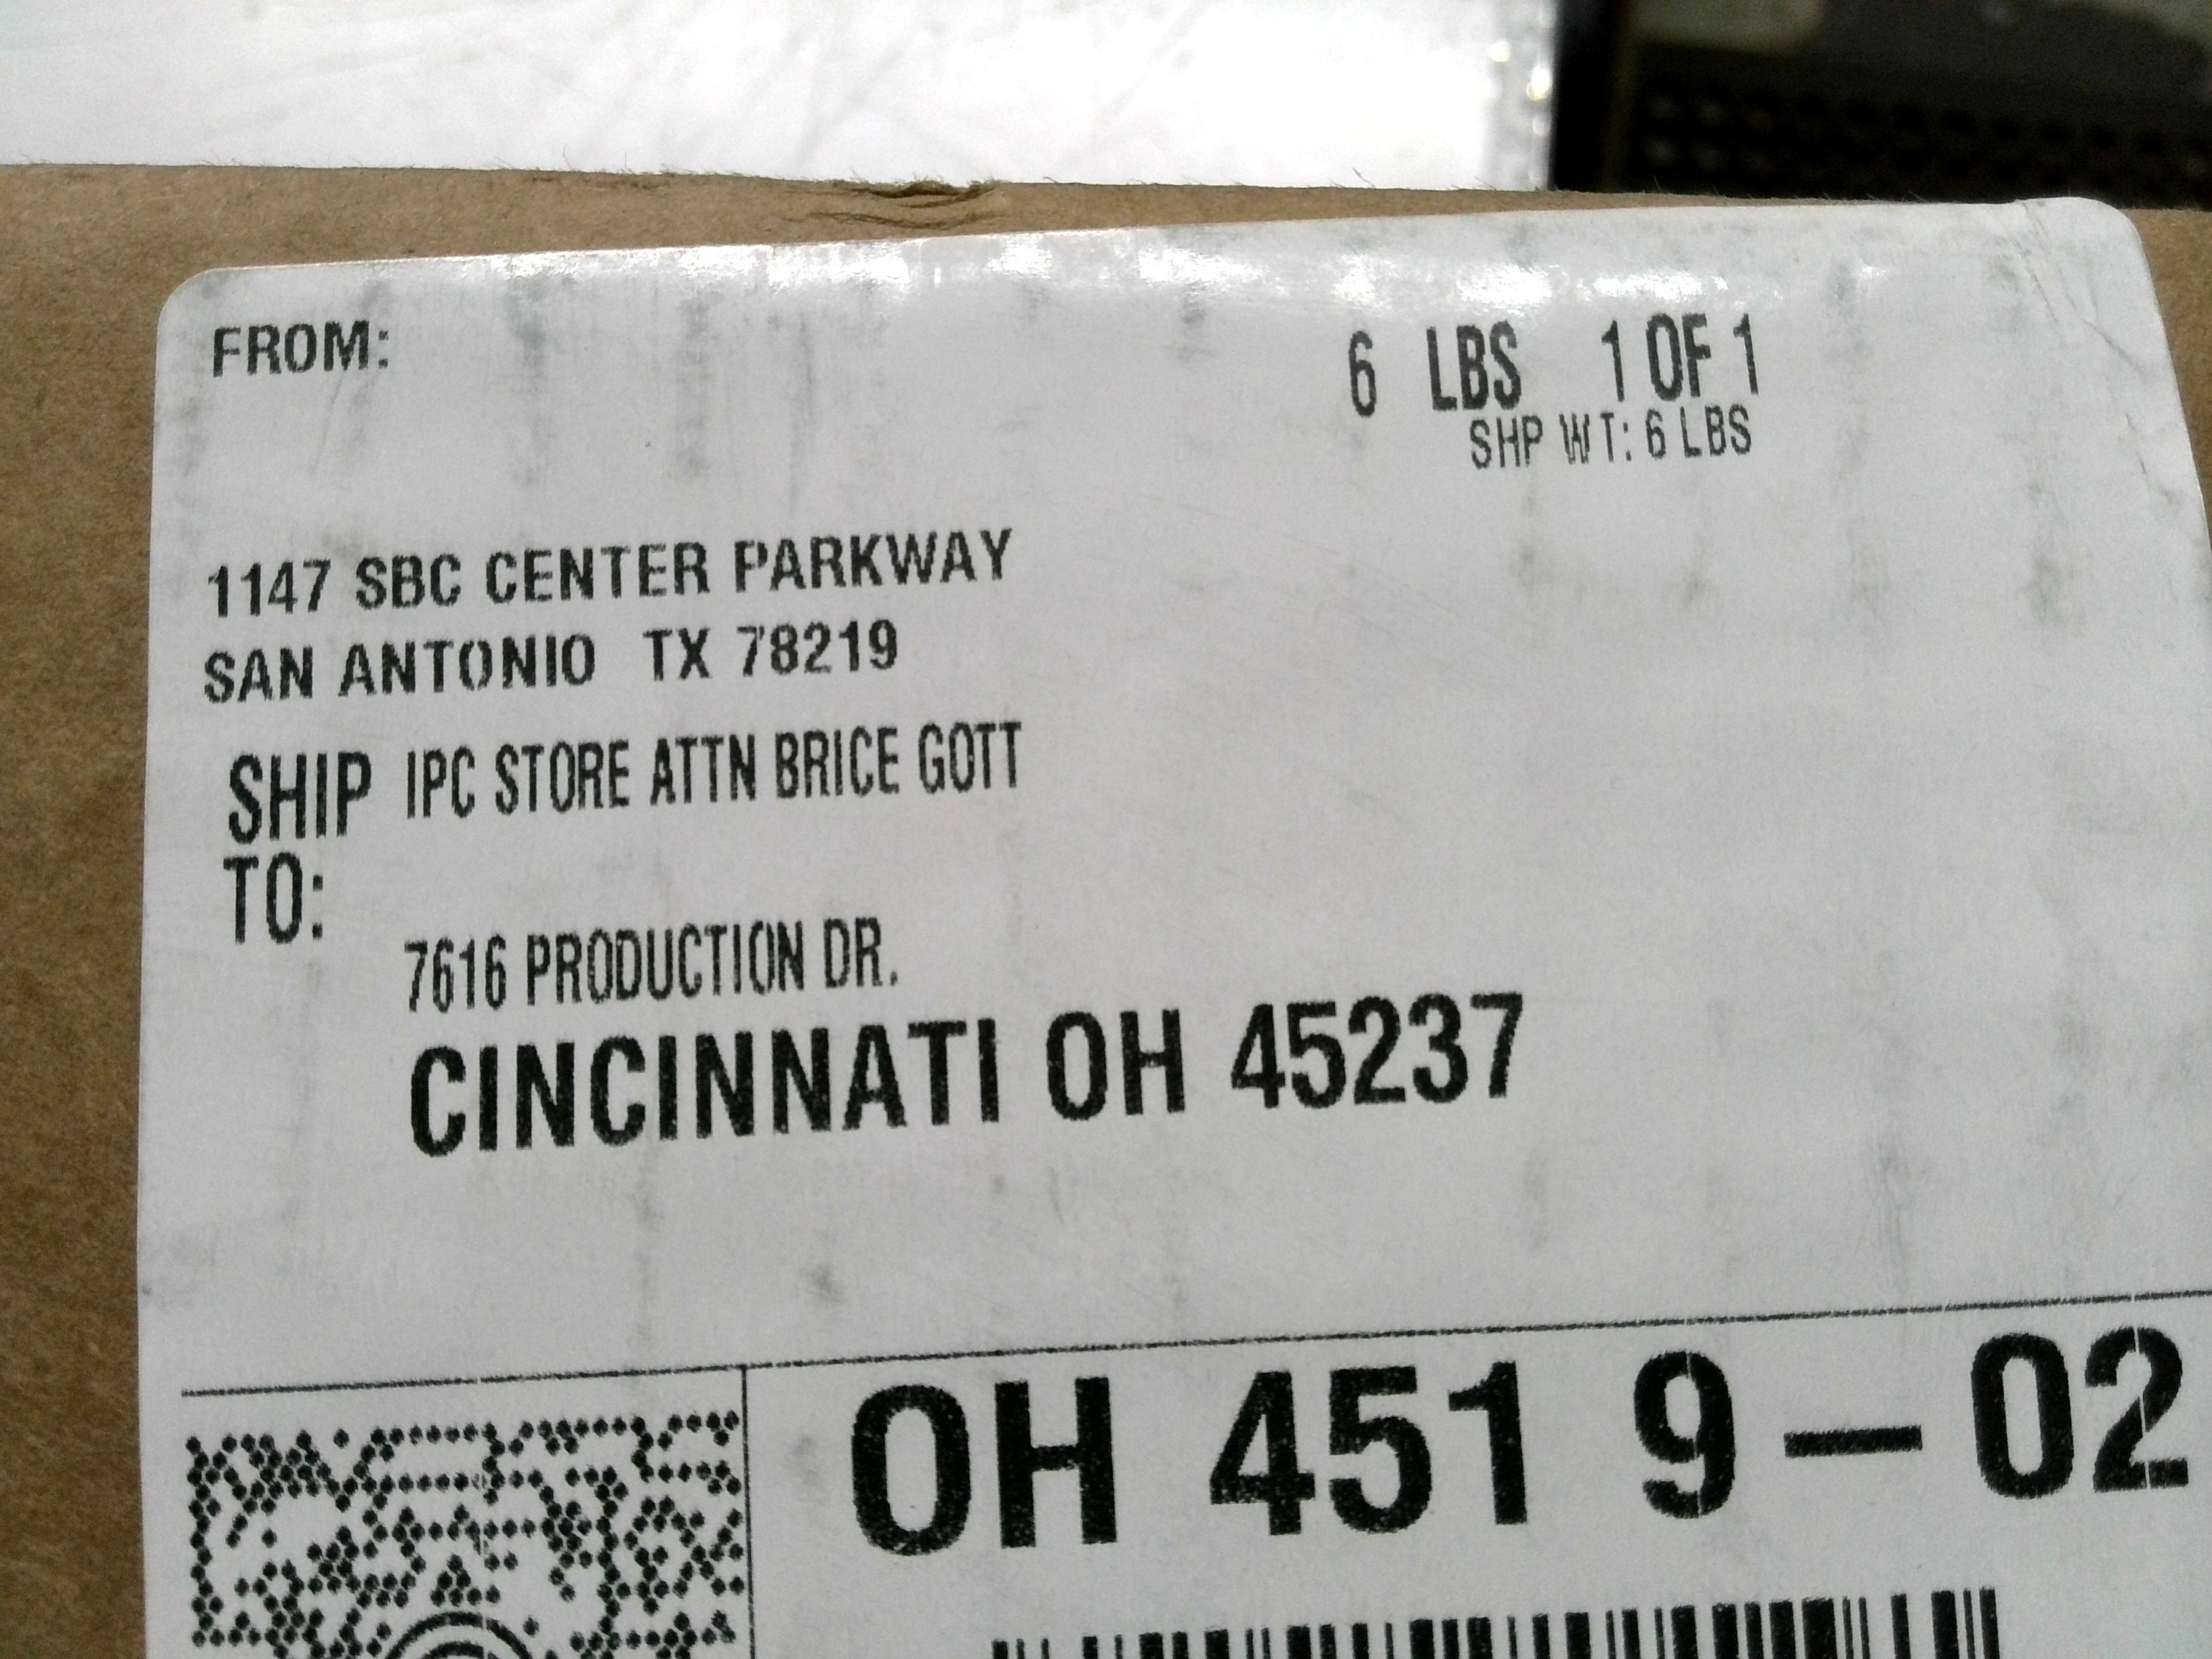 FROM:
6 LBS 1 OF 1
SHP WT: 6 LBS
1147 SBC CENTER PARKWAY
SAN ANTONIO TX 78219
SHIP IPC STORE ATTN BRICE GOTT
TO:
7616 PRODUCTION DR.
CINCINNATI OH 45237
OH 451 9-02